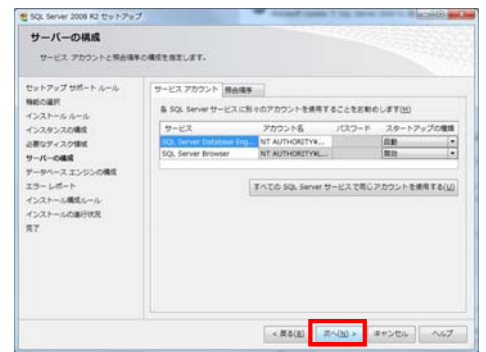 SQL Server 2008 R2 セットアップ
サーバーの構成
サービス アカウントと照合順序の構成を指定します。
セットアップ サポート ルール
機能の選択
インストール ルール
インスタンスの構成
必要なディスク領域
サーバーの構成
データベース エンジンの構成
エラー レポート
インストール構成ルール
インストールの進行状況
完了
サービス アカウント 照合順序
各 SQL Server サービスに別々のアカウントを使用することをお勧めします(M)
サービス アカウント名 パスワード スタートアップの種類
SQL Server Database Eng... NT AUTHORITY¥... 自動
SQL Server Browser NT AUTHORITY¥L... 無効
すべての SQL Server サービスで同じアカウントを使用する(U)
< 戻る(B) 次へ(N) > キャンセル ヘルプ